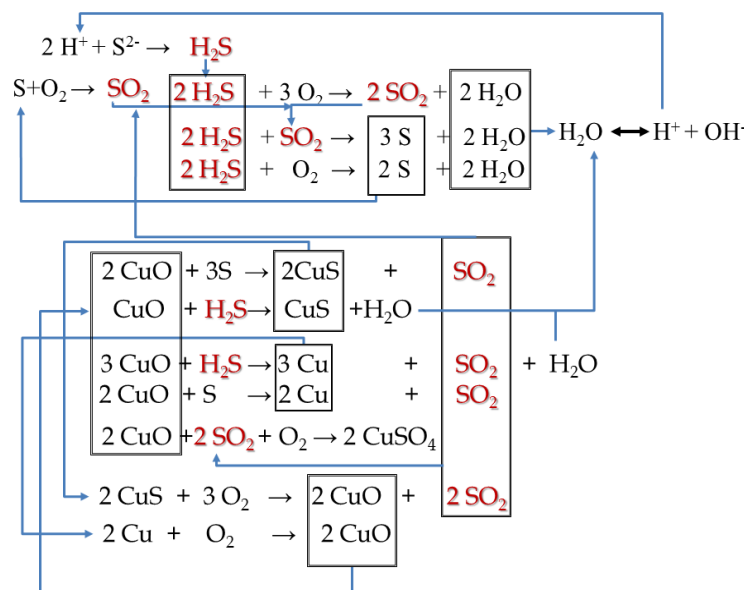 2 H⁺ + S²⁻ → H₂S
S+O₂ → SO₂ 2 H₂S + 3 O₂ → 2 SO₂ + 2 H₂O
2 H₂S + SO₂ → 3 S + 2 H₂O → H₂O ↔ H⁺ + OH⁻
2 H₂S + O₂ → 2 S + 2 H₂O
2 CuO + 3S → 2CuS + SO₂
CuO + H₂S → CuS +H₂O
3 CuO + H₂S → 3 Cu + SO₂ + H₂O
2 CuO + S → 2 Cu + SO₂
2 CuO +2 SO₂ + O₂ → 2 CuSO₄
2 CuS + 3 O₂ → 2 CuO + 2 SO₂
2 Cu + O₂ → 2 CuO